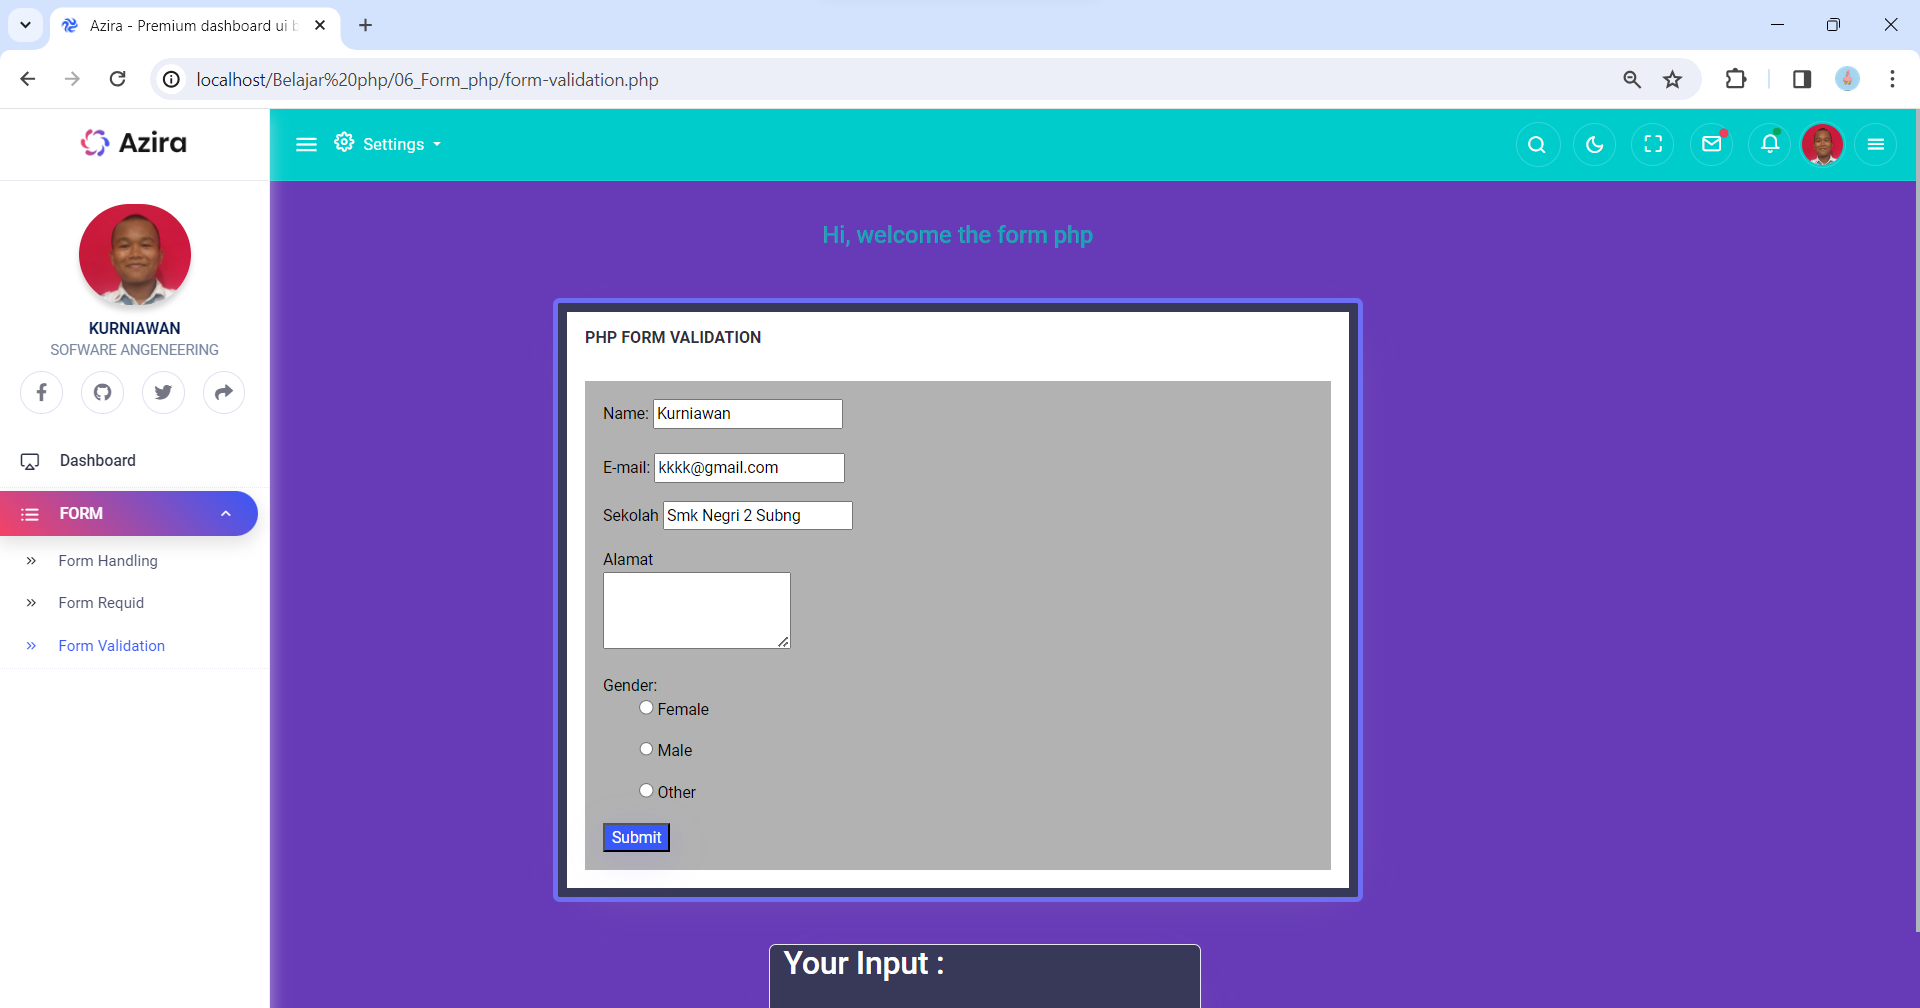 Azira - Premium dashboard ui b
localhost/Belajar%20php/06_Form_php/form-validation.php
Azira
Settings
KURNIAWAN
SOFWARE ANGENEERING
Dashboard
FORM
Form Handling
Form Requid
Form Validation
Hi, welcome the form php
PHP FORM VALIDATION
Name: Kurniawan
E-mail: kkkk@gmail.com
Sekolah Smk Negri 2 Subng
Alamat
Gender:
Female
Male
Other
Submit
Your Input :